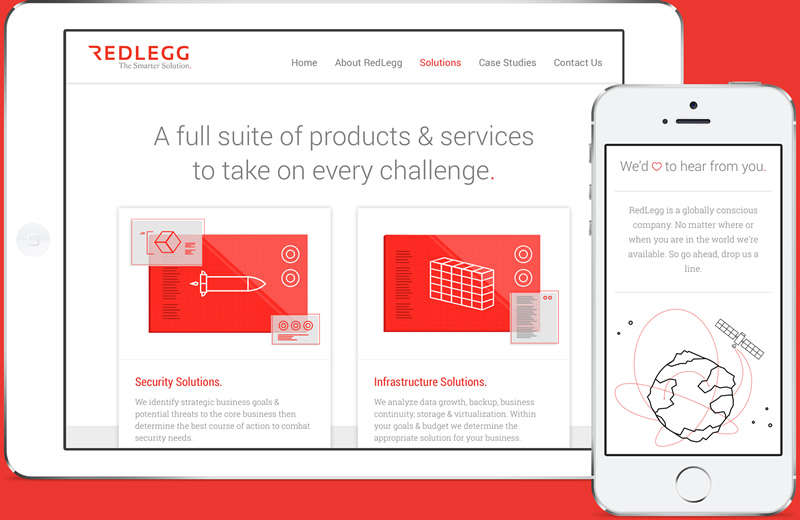 REDLEGG
The Smarter Solution.
Home About RedLegg Solutions Case Studies Contact Us
A full suite of products & services
to take on every challenge.
Security Solutions.
We identify strategic business goals &
potential threats to the core business then
determine the best course of action to combat
security needs.
Infrastructure Solutions.
We analyze data growth, backup, business
continuity, storage & virtualization. Within
your goals & budget we determine the
appropriate solution for your business.
We'd ♡ to hear from you.
RedLegg is a globally conscious
company. No matter where or
when you are in the world we're
available. So go ahead, drop us a
line.